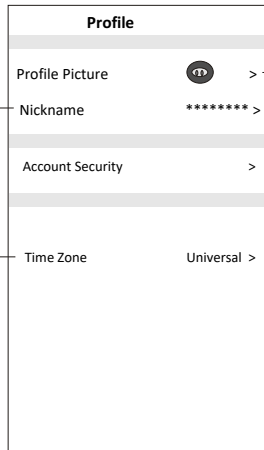 Profile
Profile Picture >
Nickname ******** >
Account Security >
Time Zone Universal >